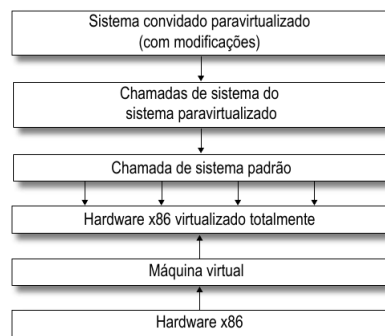 Sistema convidado paravirtualizado
(com modificações)
Chamadas de sistema do
sistema paravirtualizado
Chamada de sistema padrão
Hardware x86 virtualizado totalmente
Máquina virtual
Hardware x86